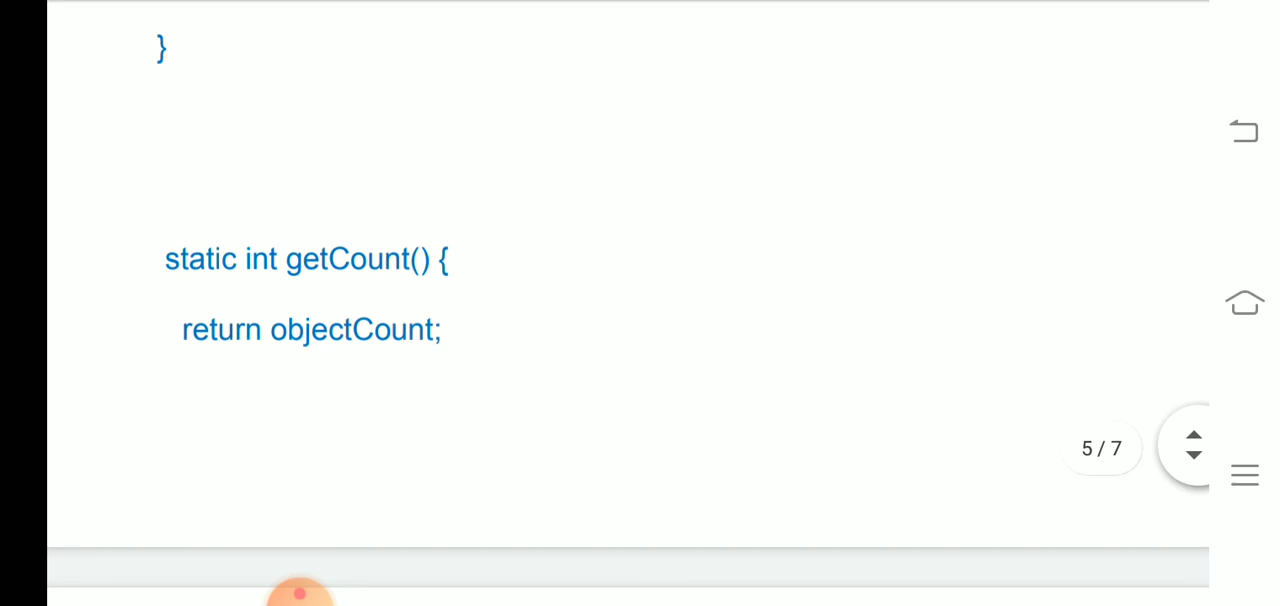 }
static int getCount() {
return objectCount;
5 / 7